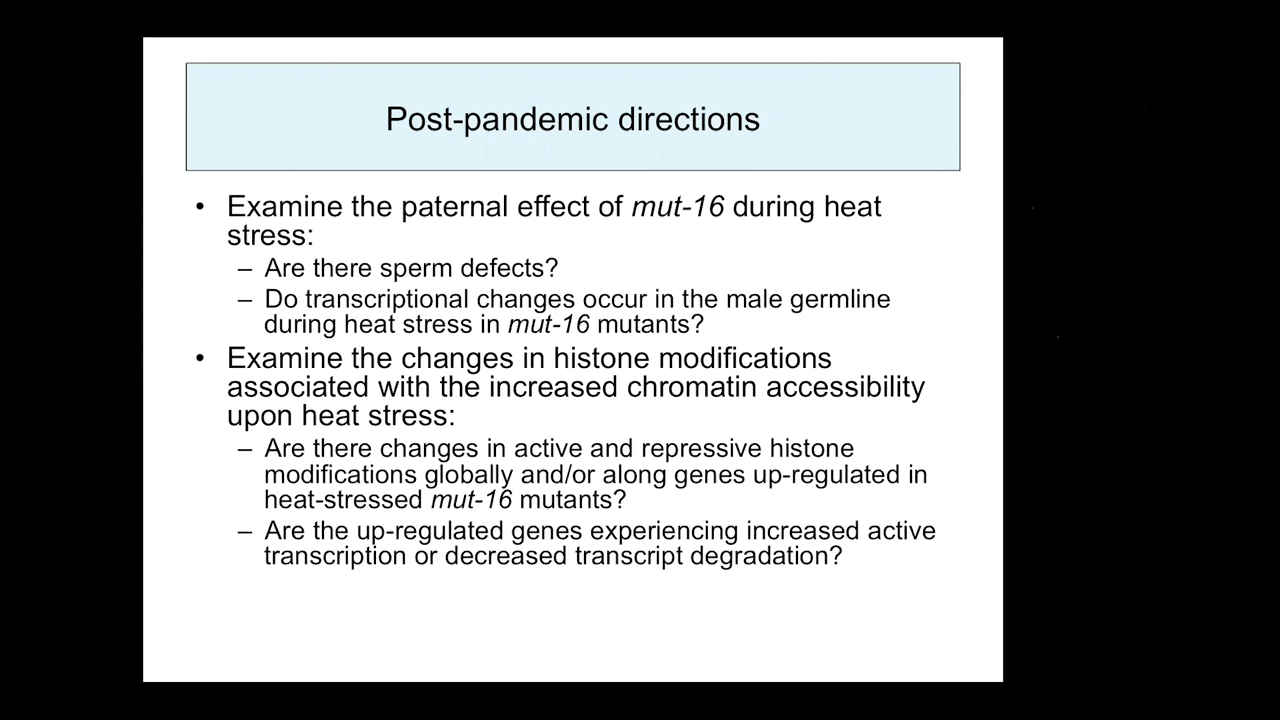 Post-pandemic directions
• Examine the paternal effect of mut-16 during heat
stress:
– Are there sperm defects?
– Do transcriptional changes occur in the male germline
during heat stress in mut-16 mutants?
• Examine the changes in histone modifications
associated with the increased chromatin accessibility
upon heat stress:
– Are there changes in active and repressive histone
modifications globally and/or along genes up-regulated in
heat-stressed mut-16 mutants?
– Are the up-regulated genes experiencing increased active
transcription or decreased transcript degradation?